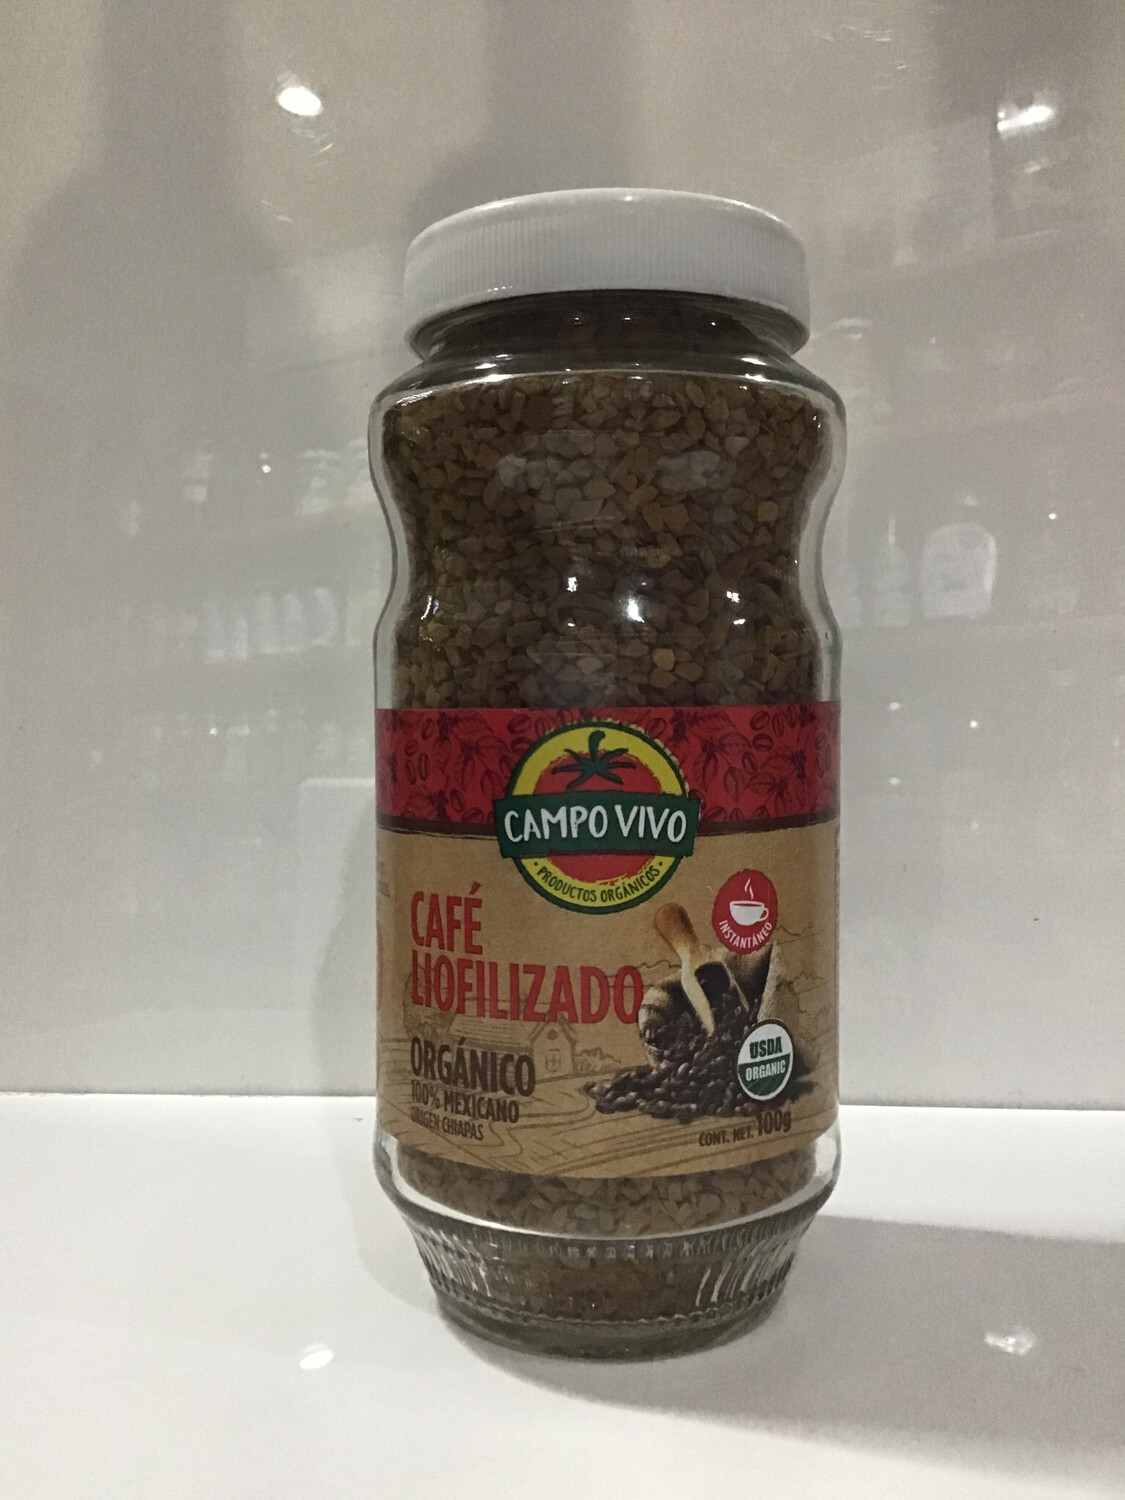 CAMPO VIVO
· PRODUCTOS ORGÁNICOS ·
CAFÉ
LIOFILIZADO
INSTANTÁNEO
ORGÁNICO
100% MEXICANO
ORIGEN CHIAPAS
USDA
ORGANIC
CONT. NET. 100g